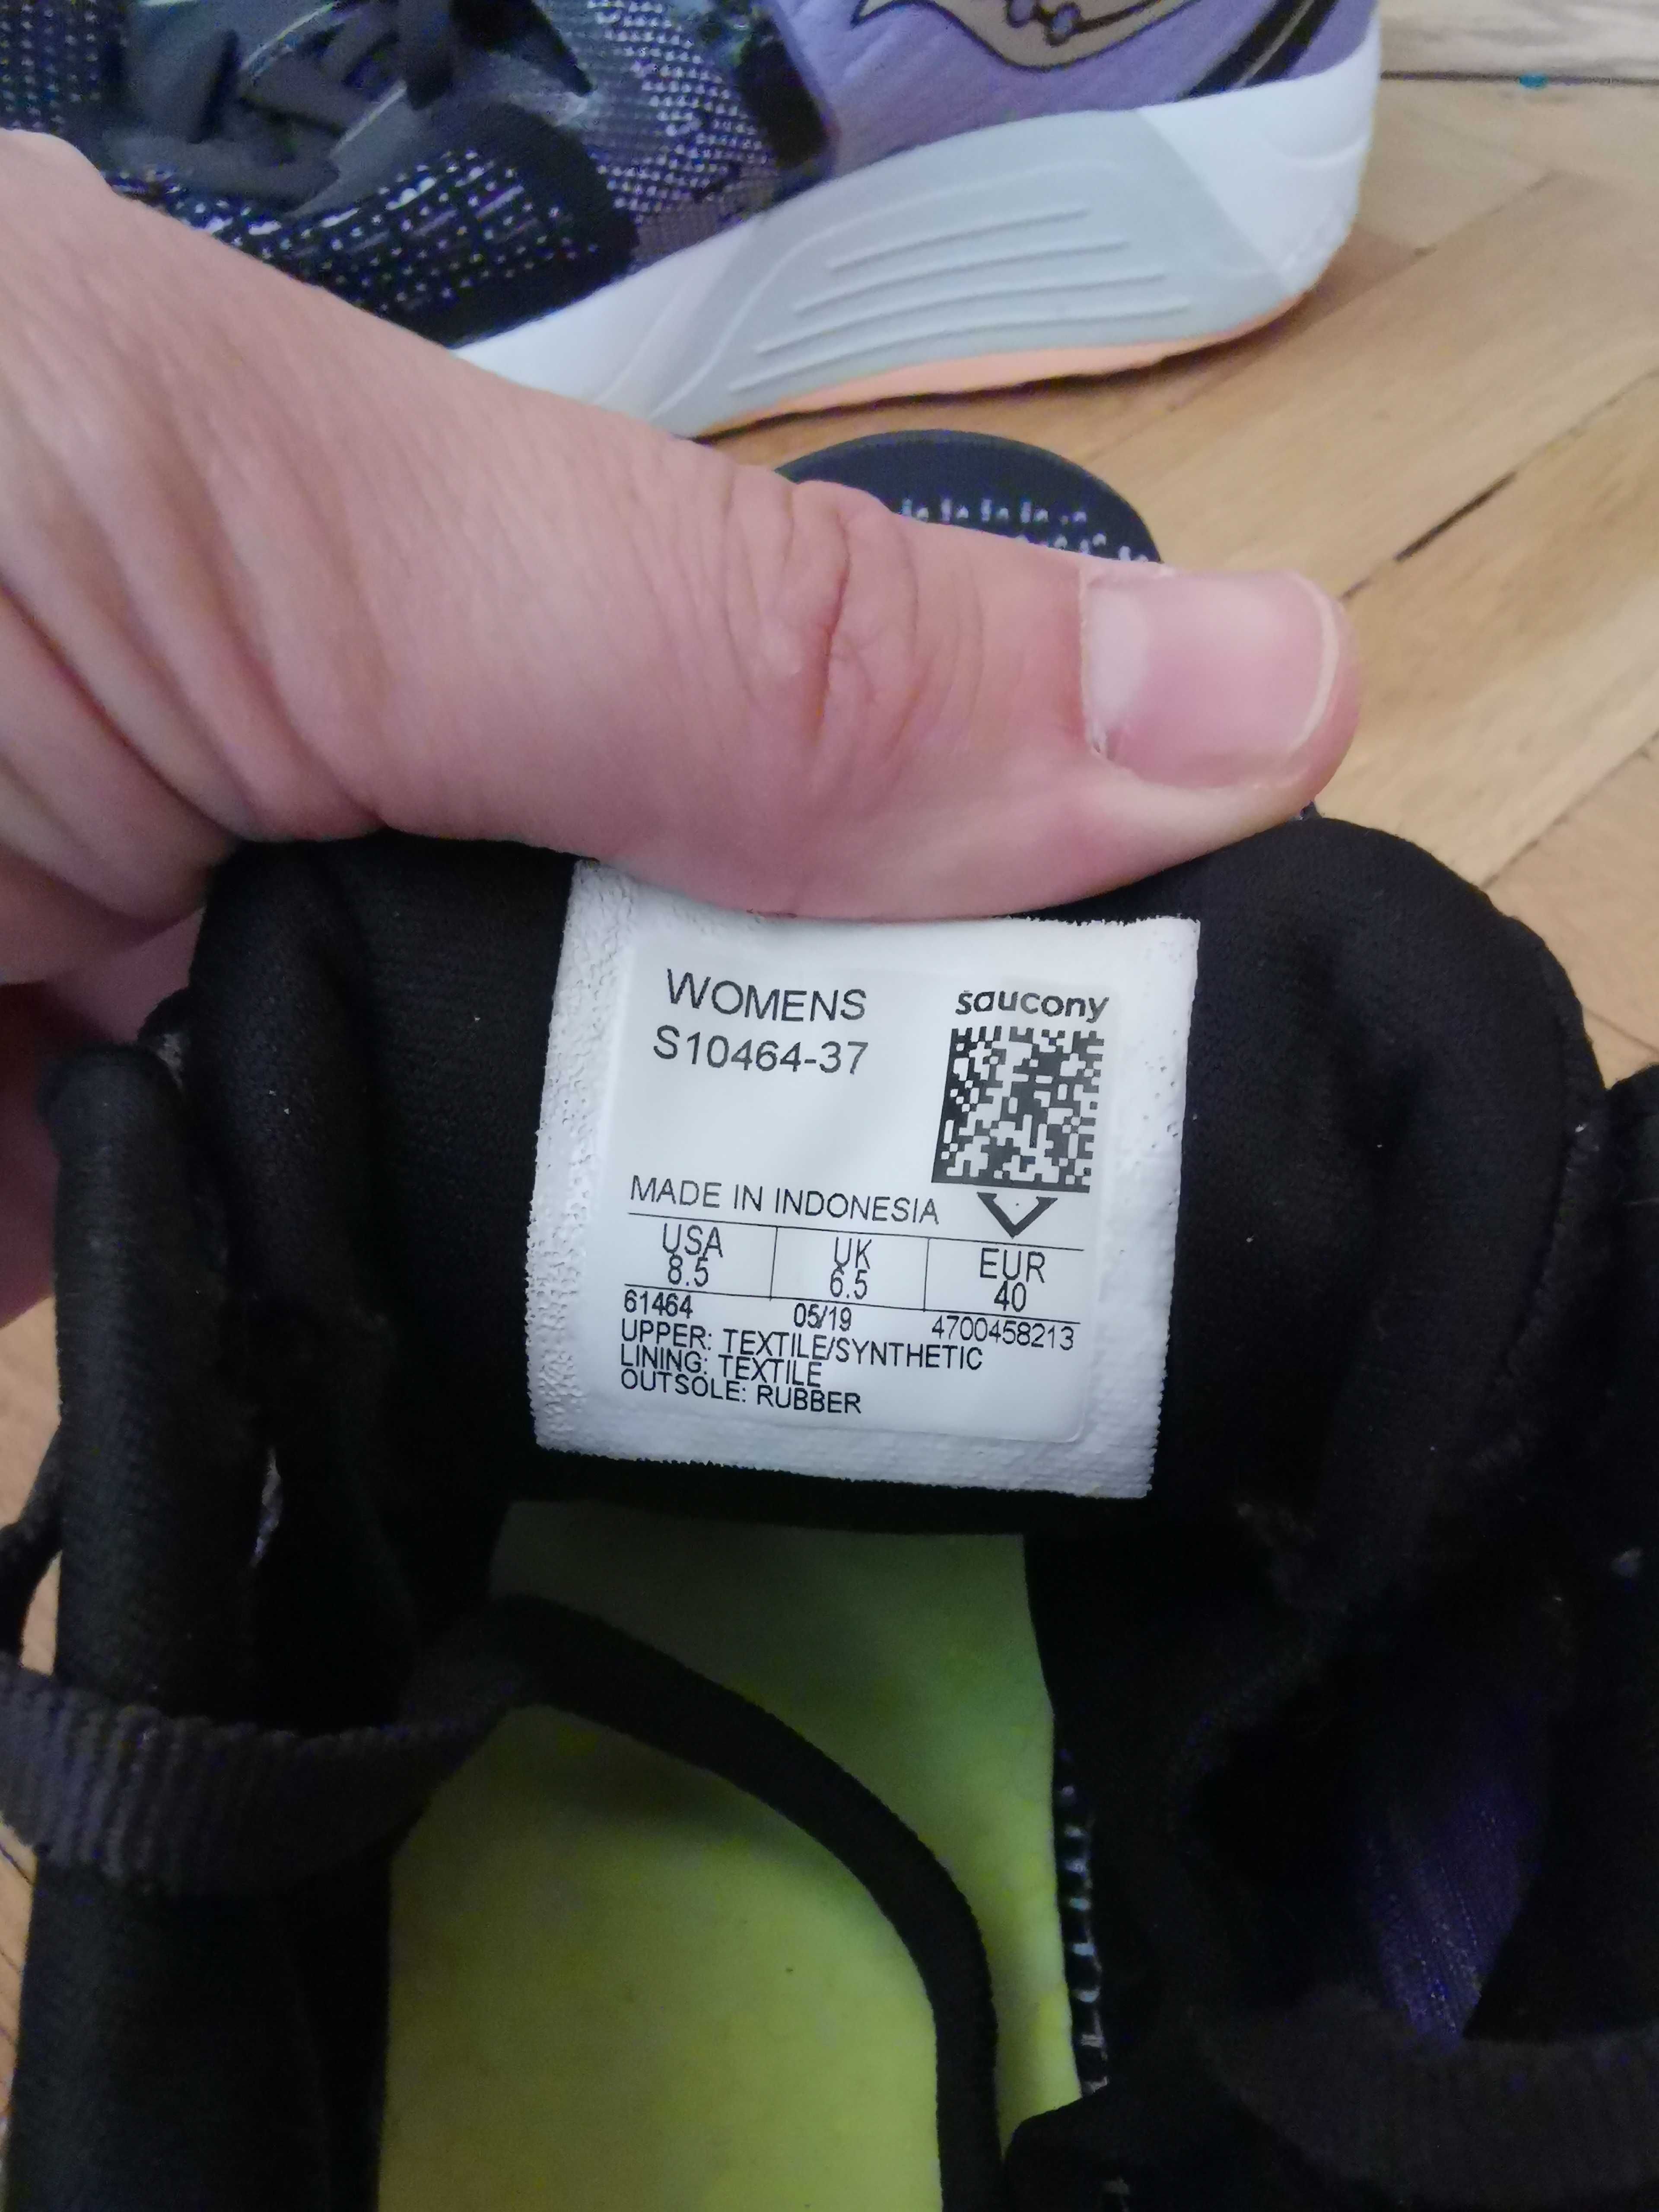 WOMENS
S10464-37
saucony
MADE IN INDONESIA
USA UK EUR
8.5 6.5 40
61464 05/19 4700458213
UPPER: TEXTILE/SYNTHETIC
LINING: TEXTILE
OUTSOLE: RUBBER